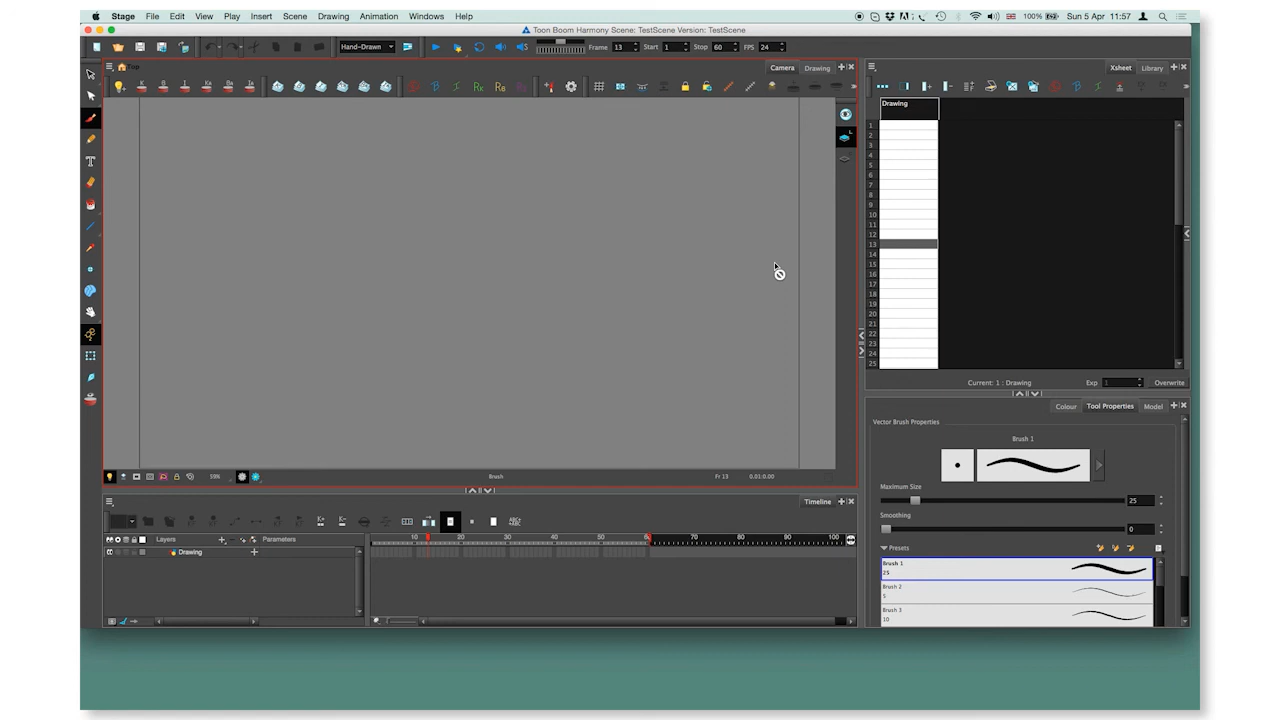 Stage File Edit View Play Insert Scene Drawing Animation Windows Help 100% Sun 5 Apr 11:57
Toon Boom Harmony Scene: TestScene Version: TestScene
Hand-Drawn Frame 13 Start 1 Stop 60 FPS 24
Top Camera Drawing
Xsheet Library
Drawing
1
2
3
4
5
6
7
8
9
10
11
12
13
14
15
16
17
18
19
20
21
22
23
24
25
Current: 1 : Drawing Exp 1 Overwrite
Colour Tool Properties Model
Vector Brush Properties
Brush 1
Maximum Size
25
Smoothing
0
Presets
Brush 1
25
Brush 2
5
Brush 3
10
59% Brush Fr 13
Timeline
Layers Parameters
Drawing
10 20 30 40 50 70 80 90 100